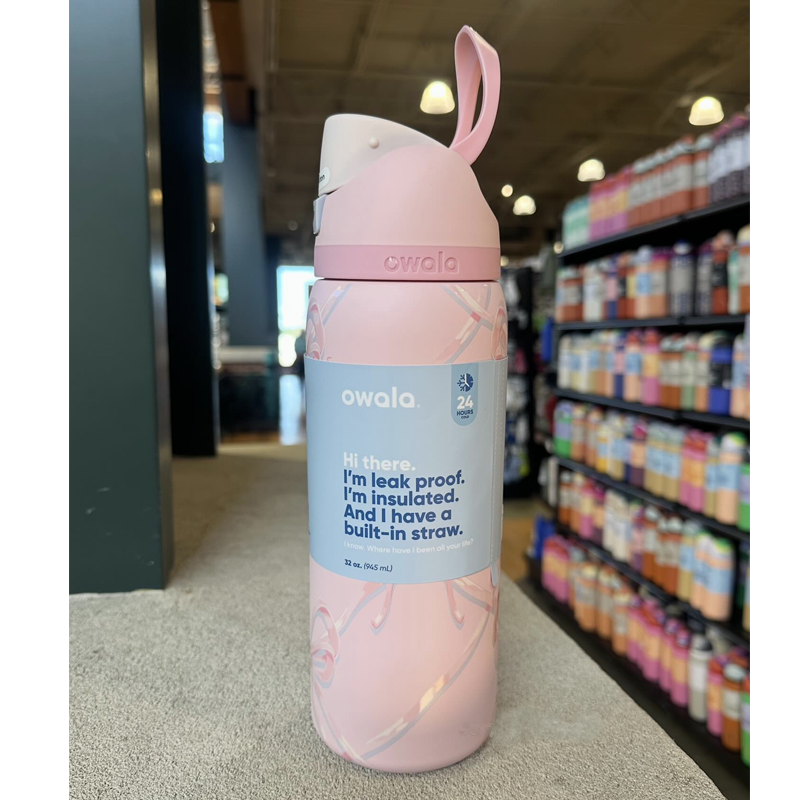 owala
owala
24
HOURS
COLD
Hi there.
I'm leak proof.
I'm insulated.
And I have a
built-in straw.
I know. Where have i been all your life?
32 oz. (945 mL)